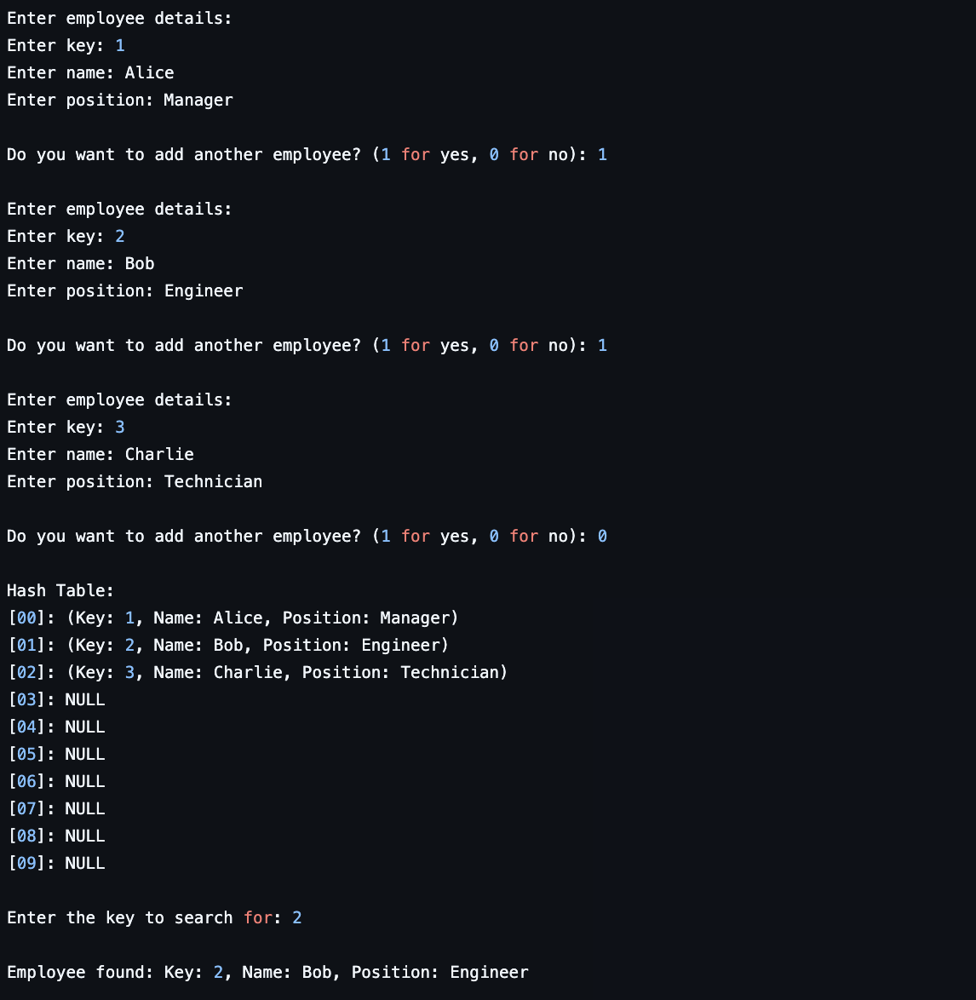 Enter employee details:
Enter key: 1
Enter name: Alice
Enter position: Manager
Do you want to add another employee? (1 for yes, 0 for no): 1
Enter employee details:
Enter key: 2
Enter name: Bob
Enter position: Engineer
Do you want to add another employee? (1 for yes, 0 for no): 1
Enter employee details:
Enter key: 3
Enter name: Charlie
Enter position: Technician
Do you want to add another employee? (1 for yes, 0 for no): 0
Hash Table:
[00]: (Key: 1, Name: Alice, Position: Manager)
[01]: (Key: 2, Name: Bob, Position: Engineer)
[02]: (Key: 3, Name: Charlie, Position: Technician)
[03]: NULL
[04]: NULL
[05]: NULL
[06]: NULL
[07]: NULL
[08]: NULL
[09]: NULL
Enter the key to search for: 2
Employee found: Key: 2, Name: Bob, Position: Engineer